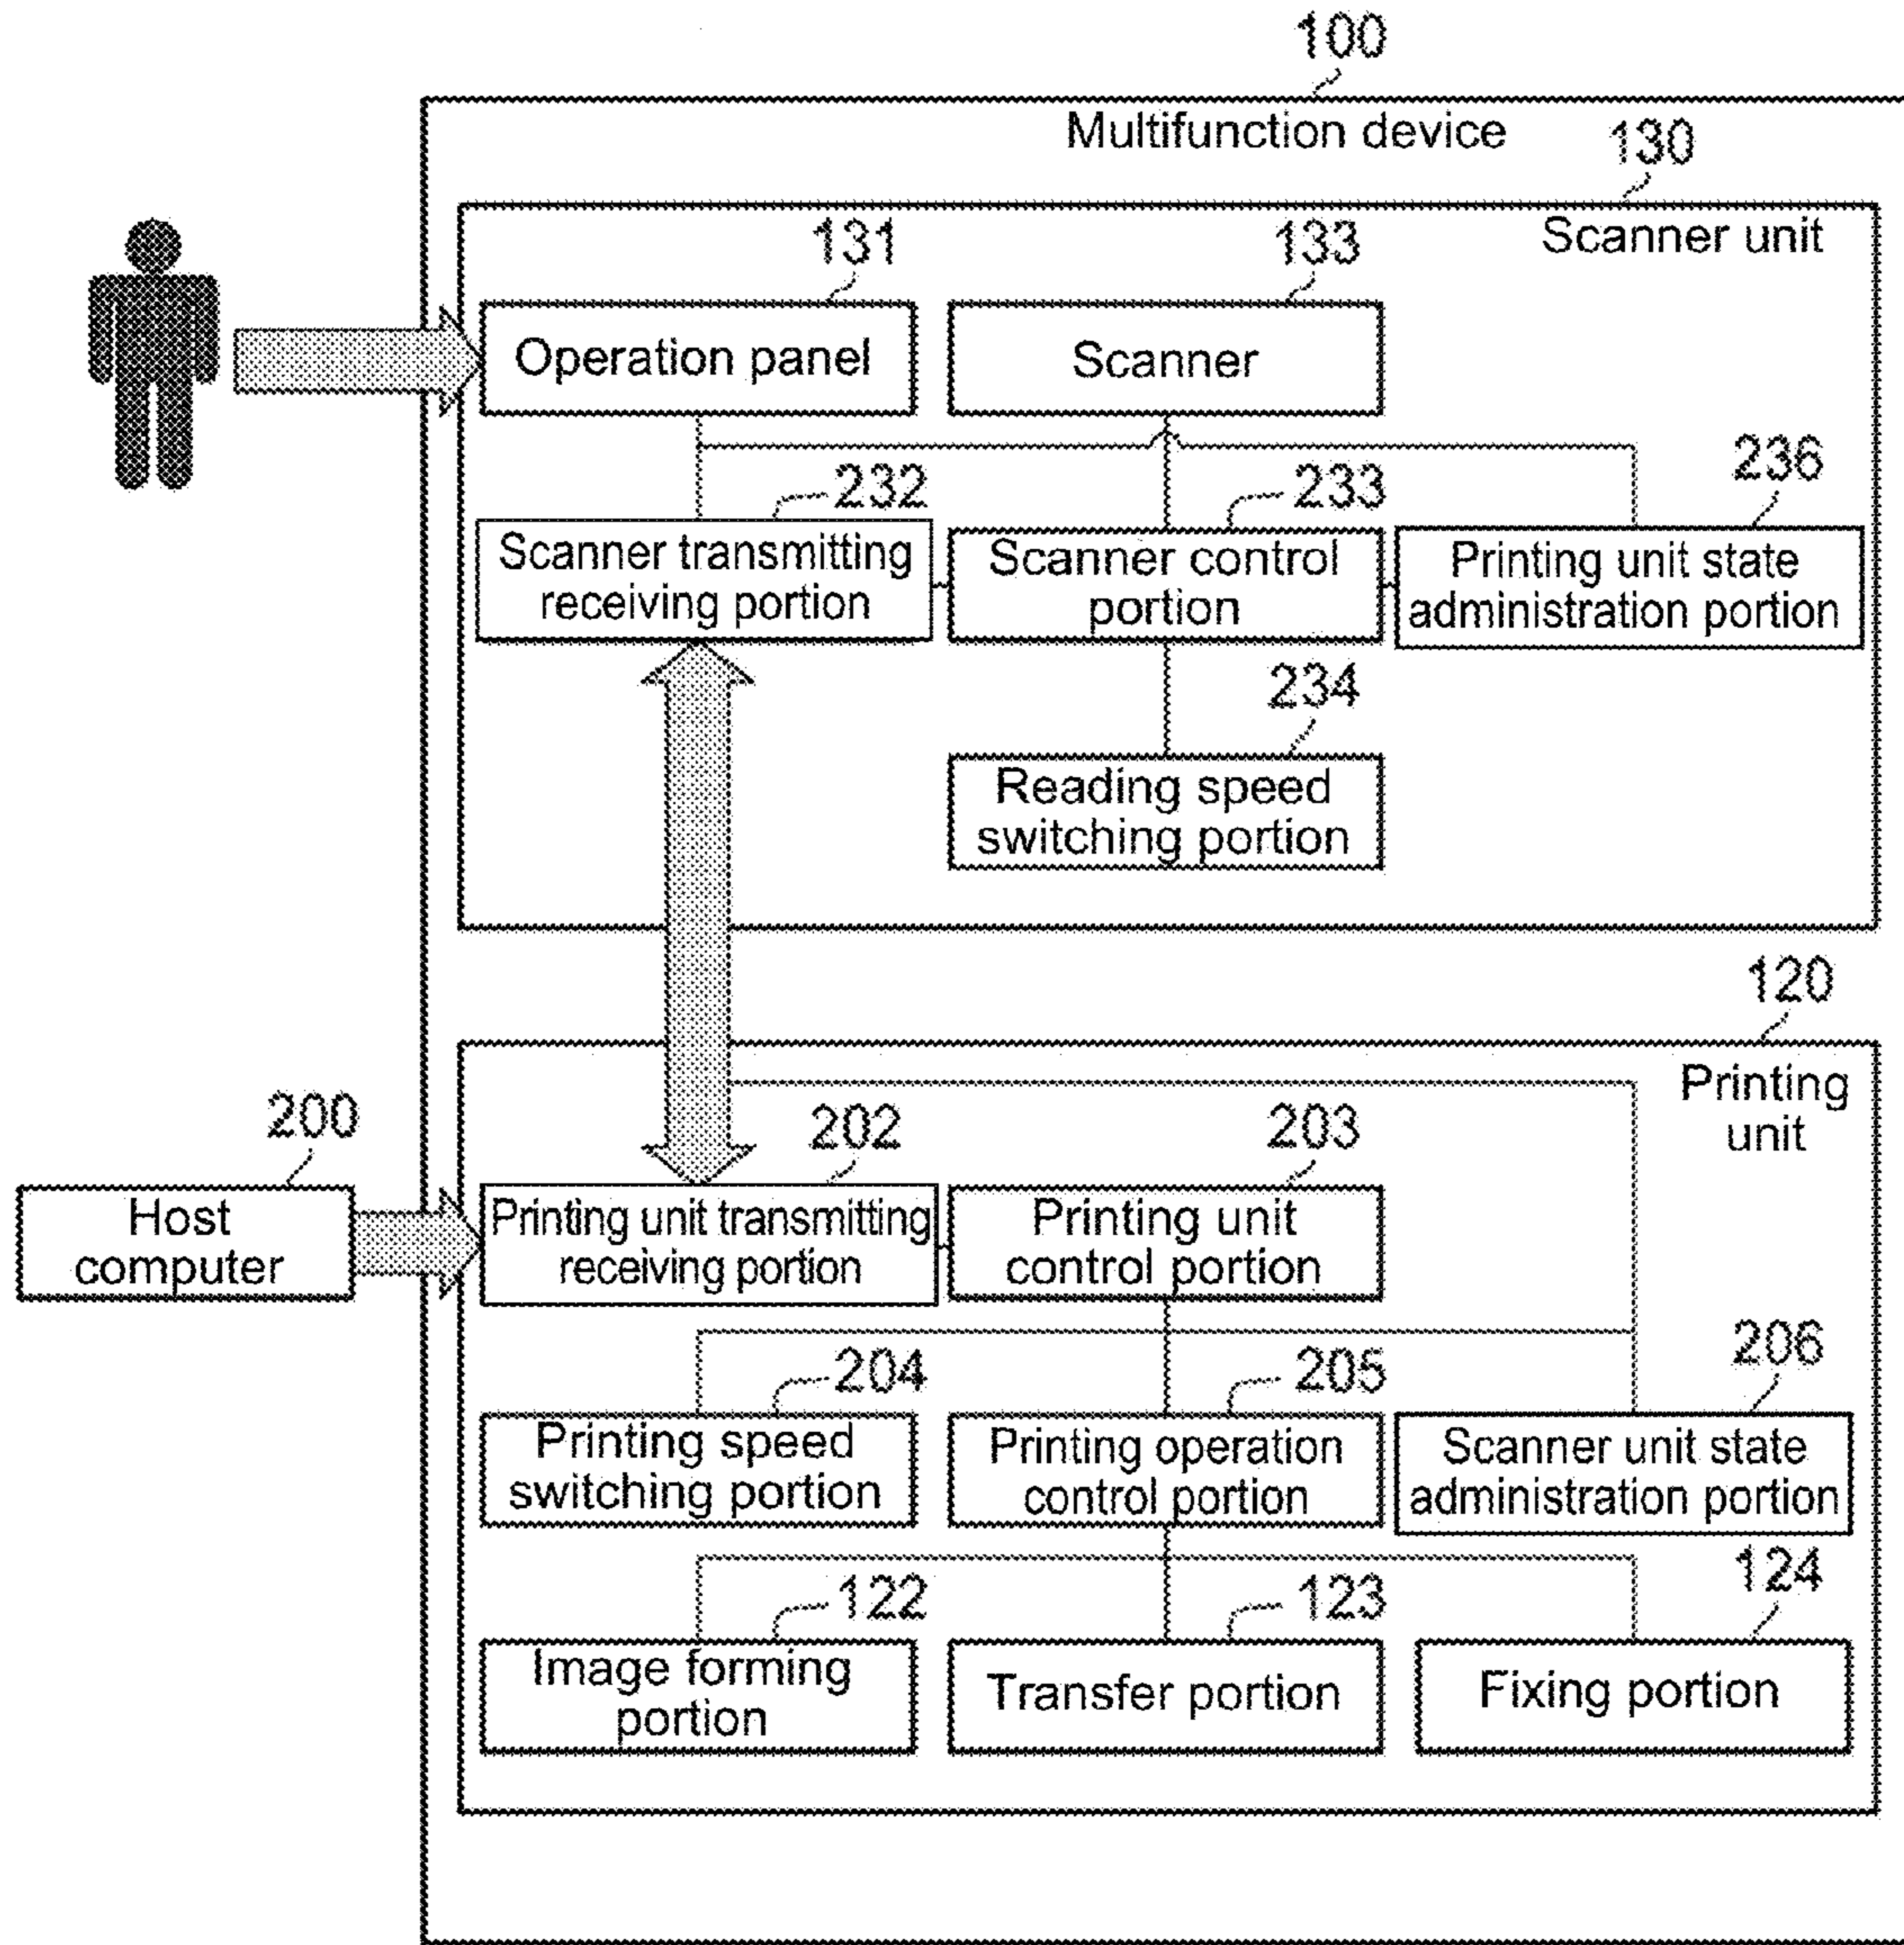 100
Multifunction device
130
Scanner unit
131
133
Operation panel
Scanner
232
233
236
Scanner transmitting
receiving portion
Scanner control
portion
Printing unit state
administration portion
234
Reading speed
switching portion
120
Printing
unit
200
202
203
Host
computer
Printing unit transmitting
receiving portion
Printing unit
control portion
204
205
206
Printing speed
switching portion
Printing operation
control portion
Scanner unit state
administration portion
122
123
124
Image forming
portion
Transfer portion
Fixing portion